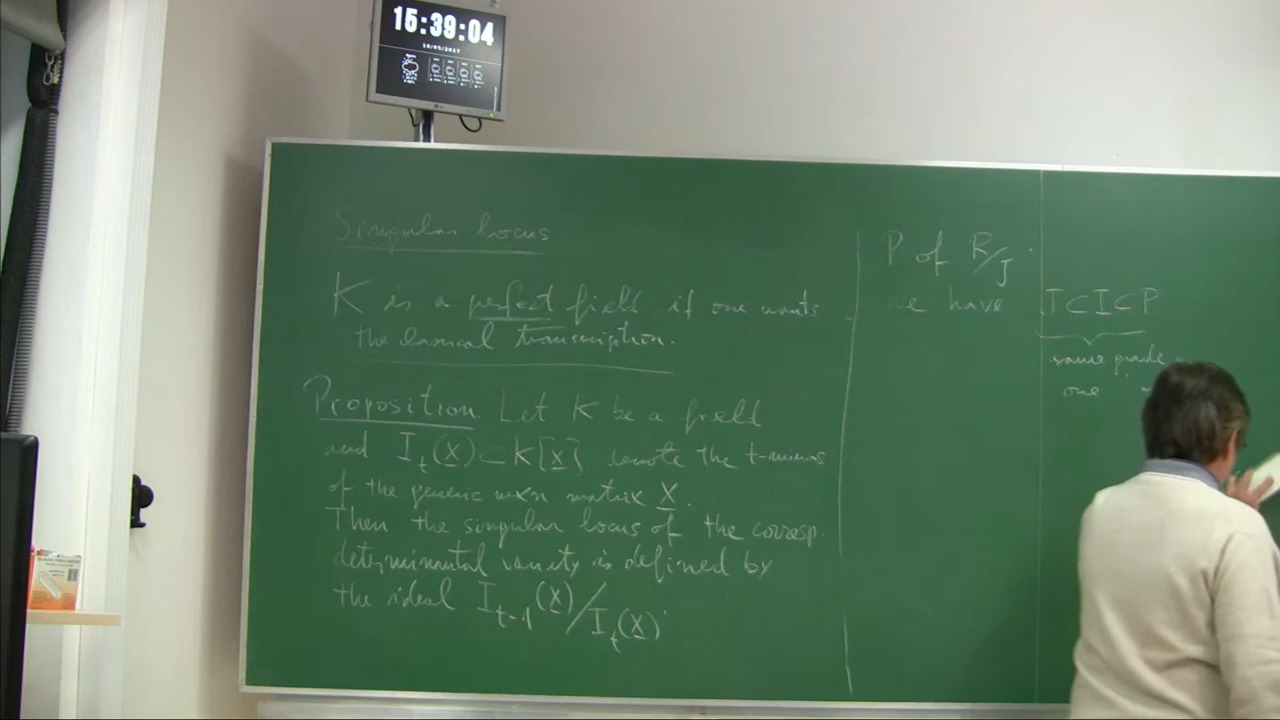 15:39:04
Singular locus
K is a perfect field if one wants
the classical transcription.
Proposition. Let K be a field
and I_t(X) ⊂ K[X] denote the t-minors
of the generic m×n matrix X.
Then the singular locus of the corresp.
determinantal variety is defined by
the ideal I_{t-1}(X)/I_t(X).
P of R/J.
we have J⊂I⊂P
same grade
one